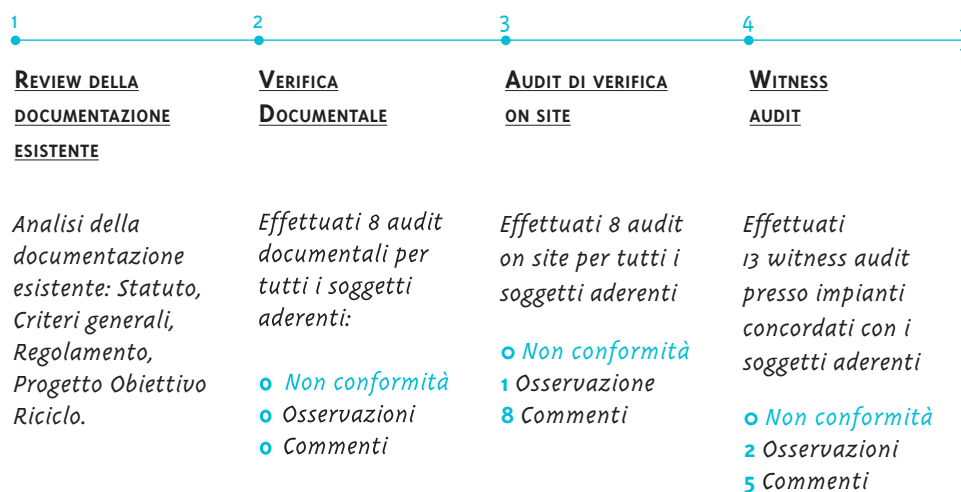 1
Review della
documentazione
esistente
Analisi della
documentazione
esistente: Statuto,
Criteri generali,
Regolamento,
Progetto Obiettivo
Riciclo.
2
Verifica
Documentale
Effettuati 8 audit
documentali per
tutti i soggetti
aderenti:
0 Non conformità
0 Osservazioni
0 Commenti
3
Audit di verifica
on site
Effettuati 8 audit
on site per tutti i
soggetti aderenti
0 Non conformità
1 Osservazione
8 Commenti
4
Witness
audit
Effettuati
13 witness audit
presso impianti
concordati con i
soggetti aderenti
0 Non conformità
2 Osservazioni
5 Commenti